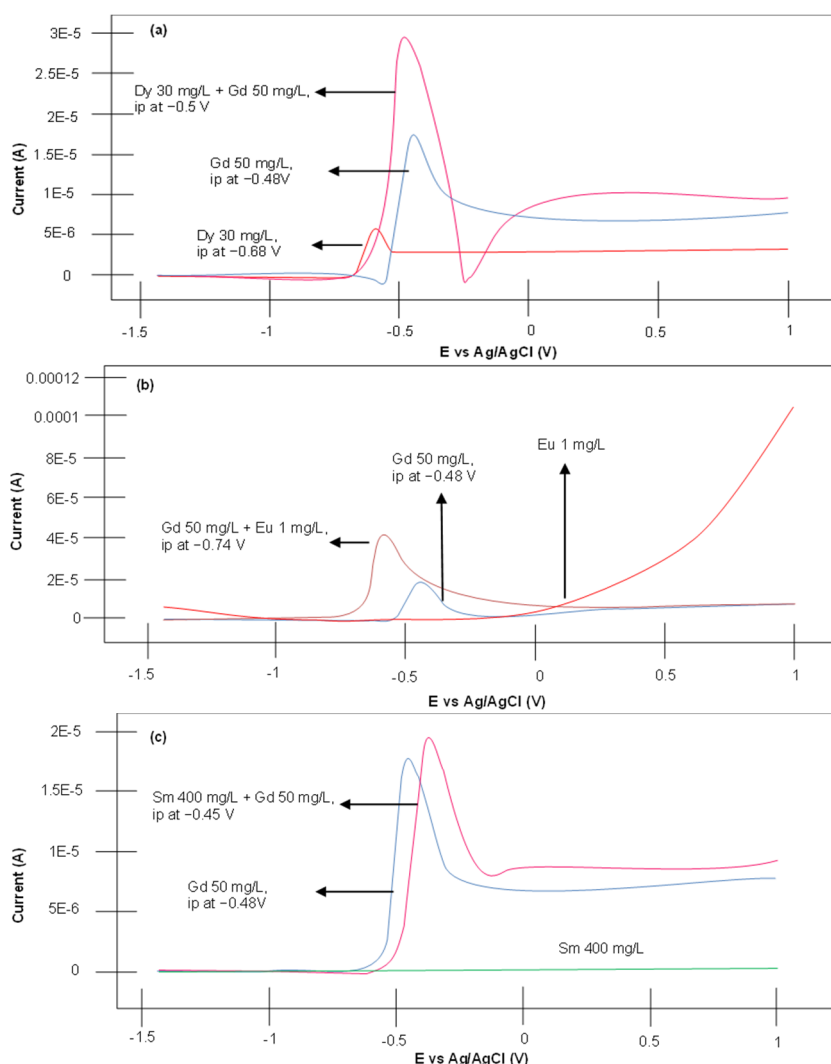 (a)
3E-5
2.5E-5
2E-5
1.5E-5
1E-5
5E-6
0
Current (A)
Dy 30 mg/L + Gd 50 mg/L,
ip at −0.5 V
Gd 50 mg/L,
ip at −0.48V
Dy 30 mg/L,
ip at −0.68 V
-1.5
-1
-0.5
0
0.5
1
E vs Ag/AgCl (V)
(b)
0.00012
0.0001
8E-5
6E-5
4E-5
2E-5
0
Current (A)
Eu 1 mg/L
Gd 50 mg/L,
ip at −0.48 V
Gd 50 mg/L + Eu 1 mg/L,
ip at −0.74 V
-1.5
-1
-0.5
0
0.5
1
E vs Ag/AgCl (V)
(c)
2E-5
1.5E-5
1E-5
5E-6
0
Current (A)
Sm 400 mg/L + Gd 50 mg/L,
ip at −0.45 V
Gd 50 mg/L,
ip at −0.48V
Sm 400 mg/L
-1.5
-1
-0.5
0
0.5
1
E vs Ag/AgCl (V)